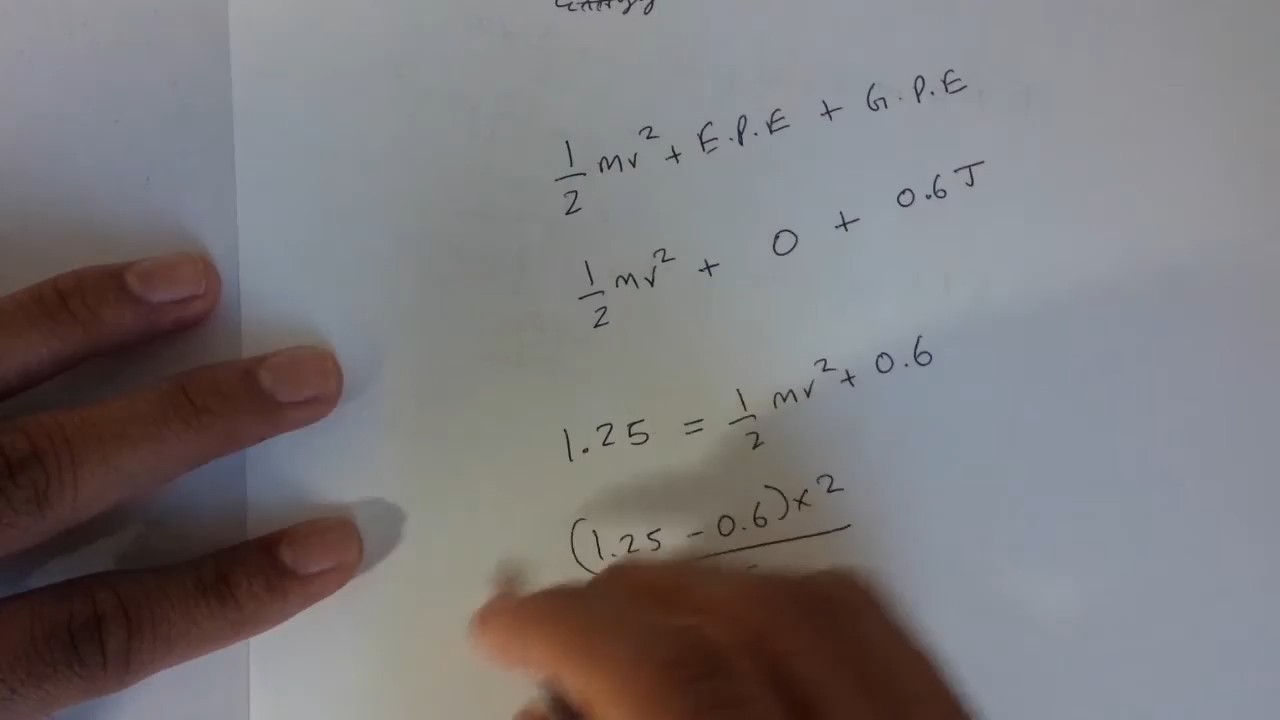 1/2 mv² + E.P.E + G.P.E
1/2 mv² + 0 + 0.6 J
1.25 = 1/2 mv² + 0.6
(1.25 - 0.6) × 2